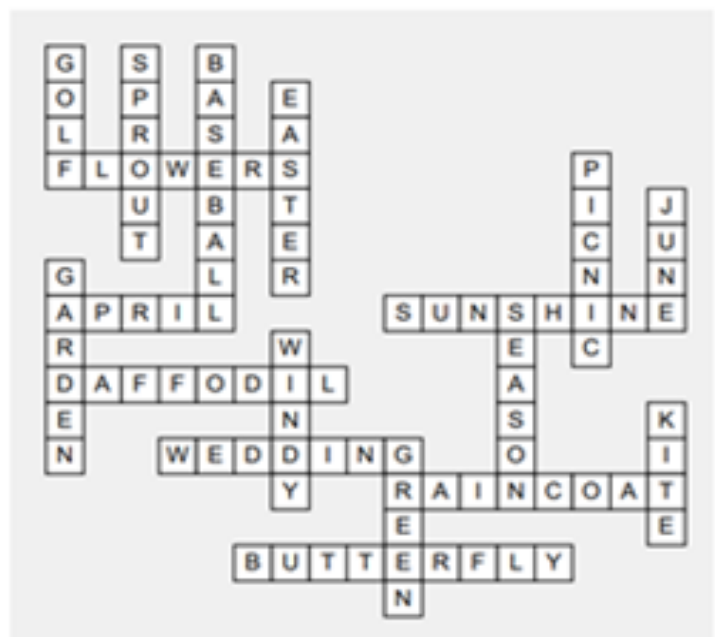 GOLF
SPROUT
BASEBALL
EASTER
FLOWERS
PICNIC
JUNE
GARDEN
APRIL
SUNSHINE
SEASON
WINDY
DAFFODIL
KITE
WEDDING
GREEN
RAINCOAT
BUTTERFLY